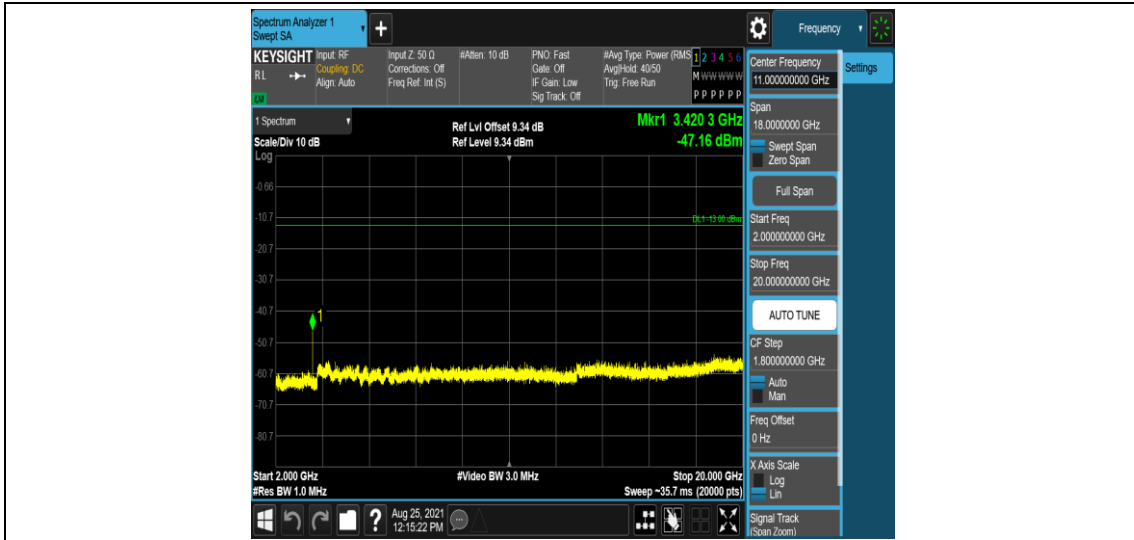 Spectrum Analyzer 1
Swept SA
+
Frequency
KEYSIGHT
RL
Input: RF
Coupling: DC
Align: Auto
Input Z: 50 Ω
Corrections: Off
Freq Ref: Int (S)
#Atten: 10 dB
PNO: Fast
Gate: Off
IF Gain: Low
Sig Track: Off
#Avg Type: Power (RMS
Avg|Hold: 40/50
Trig: Free Run
1 2 3 4 5 6
M W W W W W
P P P P P P
1 Spectrum
Scale/Div 10 dB
Log
Ref Lvl Offset 9.34 dB
Ref Level 9.34 dBm
Mkr1 3.420 3 GHz
-47.16 dBm
-0.66
-10.7
DL1 -13.00 dBm
-20.7
-30.7
-40.7
1
-50.7
-60.7
-70.7
-80.7
Start 2.000 GHz
#Res BW 1.0 MHz
#Video BW 3.0 MHz
Stop 20.000 GHz
Sweep ~35.7 ms (20000 pts)
Center Frequency
11.000000000 GHz
Settings
Span
18.0000000 GHz
Swept Span
Zero Span
Full Span
Start Freq
2.000000000 GHz
Stop Freq
20.000000000 GHz
AUTO TUNE
CF Step
1.800000000 GHz
Auto
Man
Freq Offset
0 Hz
X Axis Scale
Log
Lin
Signal Track
(Span Zoom)
?
Aug 25, 2021
12:15:22 PM